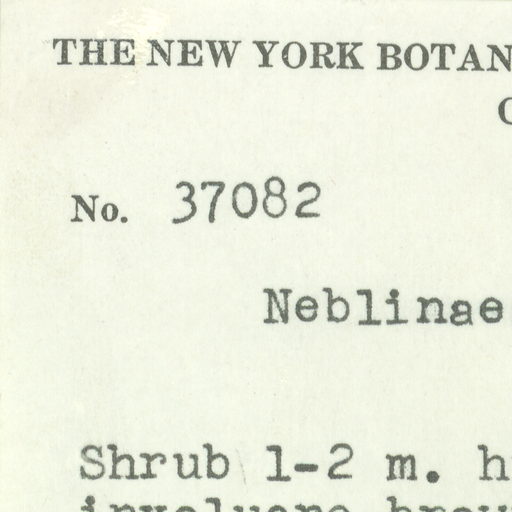 THE NEW YORK BOTAN
No. 37082
Neblinae
Shrub 1-2 m. h